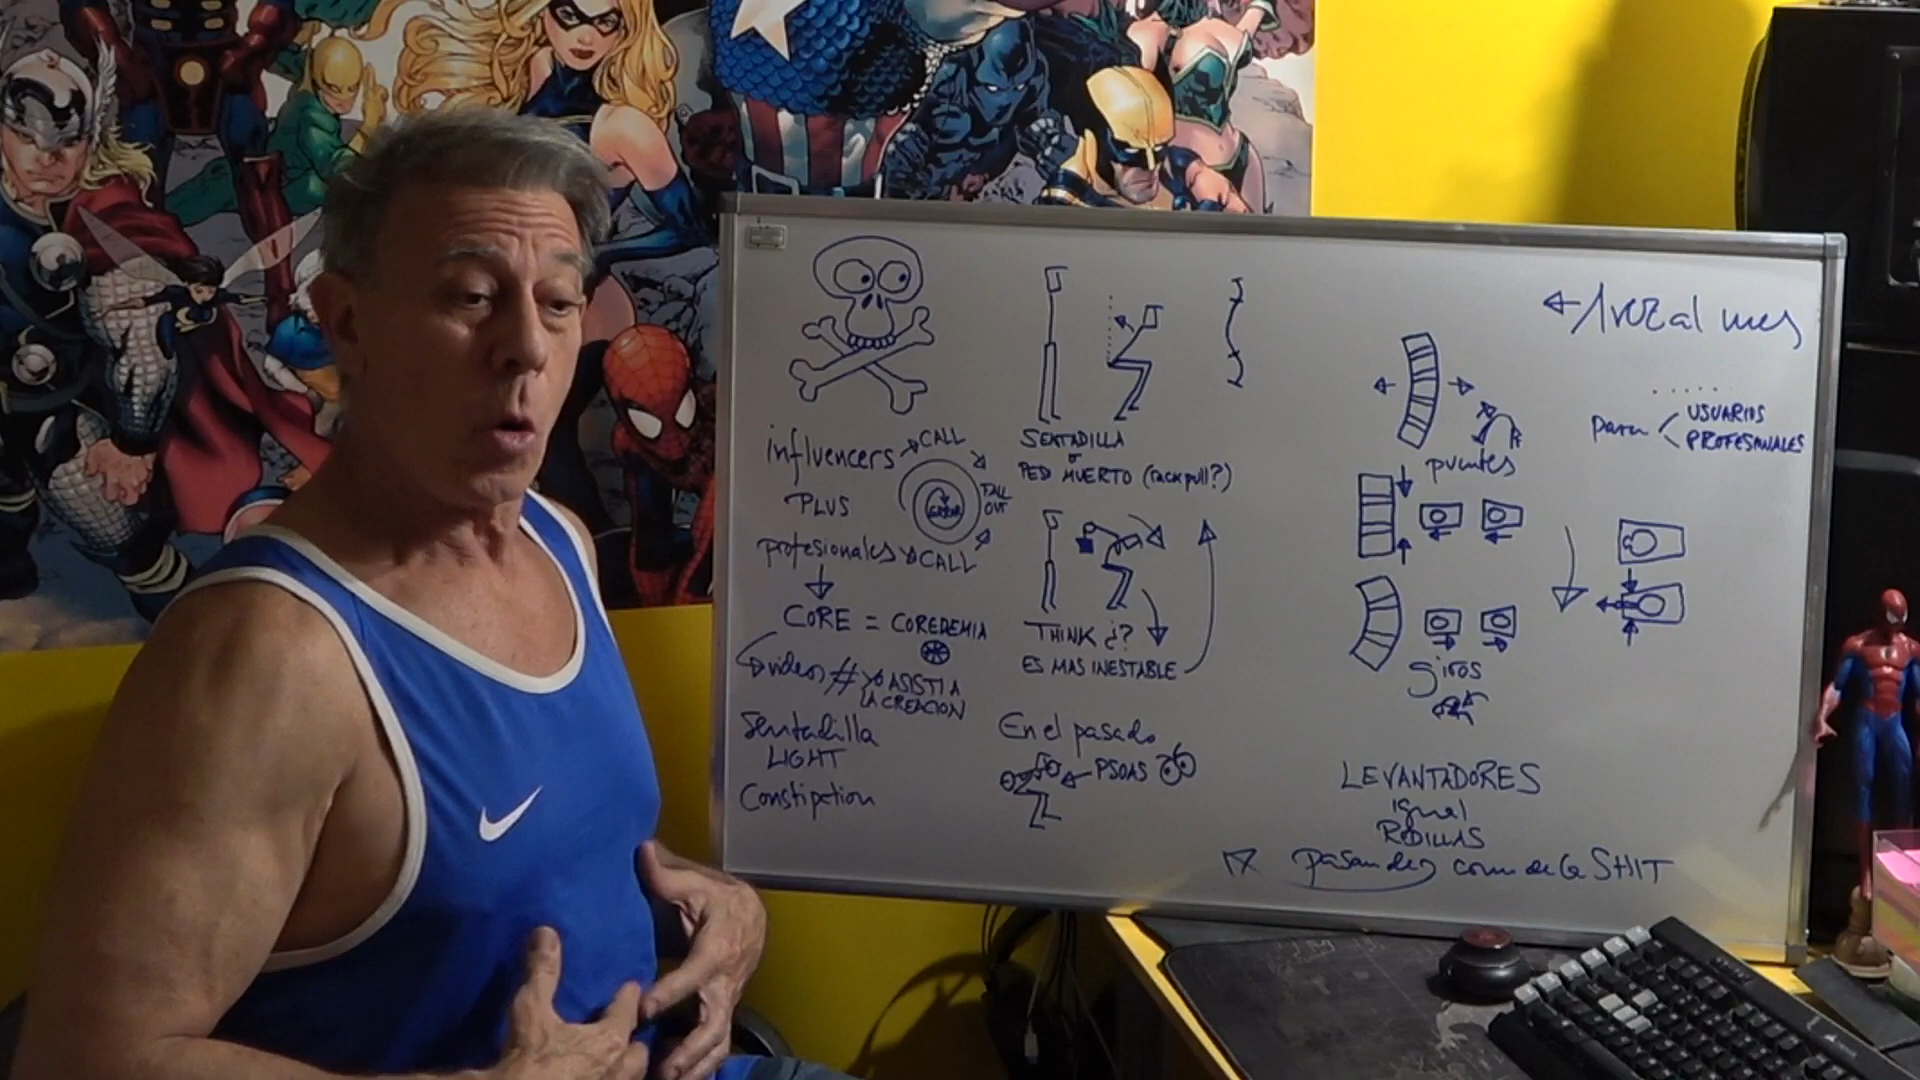 influencers → CALL
PLUS
FALL
OUT
profesionales → CALL
CORE = COREDEMIA
videos # YO ASISTI A
LA CREACION
Sentadilla
LIGHT
Constipation
SENTADILLA
o
PESO MUERTO (rack pull?)
THINK ¿?
ES MAS INESTABLE
En el pasado
← PSOAS
← 1 vez al mes
para
USUARIOS
PROFESIONALES
puentes
giros
LEVANTADORES
igual
RODILLAS
pasan de como de la SHIT